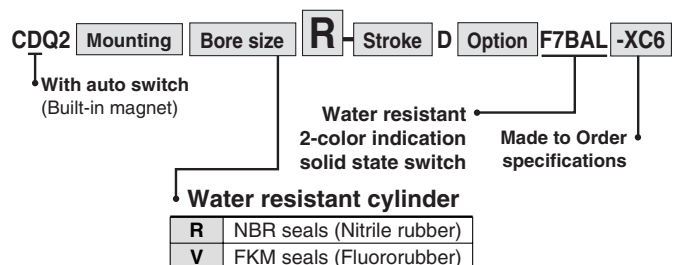 CDQ2 Mounting Bore size R - Stroke D Option F7BAL -XC6
With auto switch
(Built-in magnet)
Water resistant
2-color indication
solid state switch
Made to Order
specifications
Water resistant cylinder
R NBR seals (Nitrile rubber)
V FKM seals (Fluororubber)